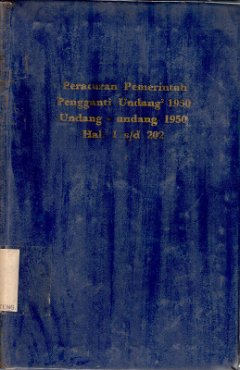 Peraturan Pemerintah
Pengganti Undang² 1950
Undang - undang 1950
Hal 1 s/d 202